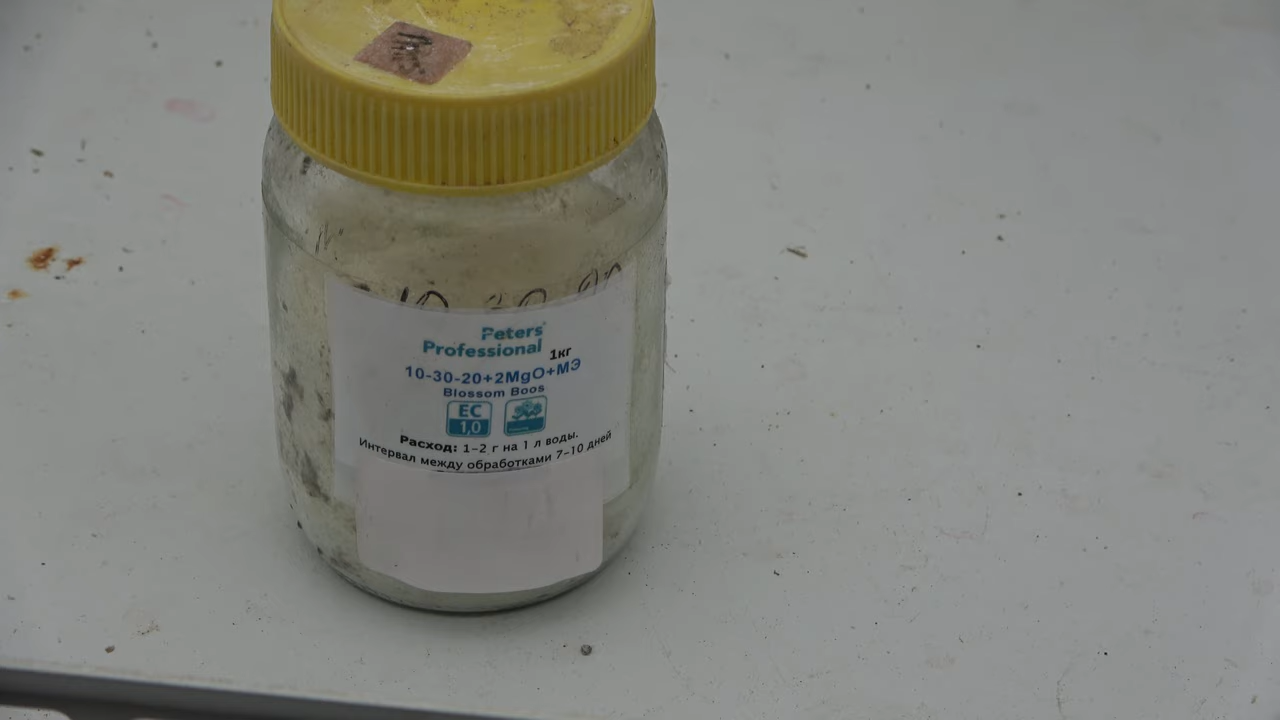 Peters
Professional 1кг
10-30-20+2MgO+МЭ
Blossom Boos
EC
1,0
Расход: 1-2 г на 1 л воды.
Интервал между обработками 7-10 дней